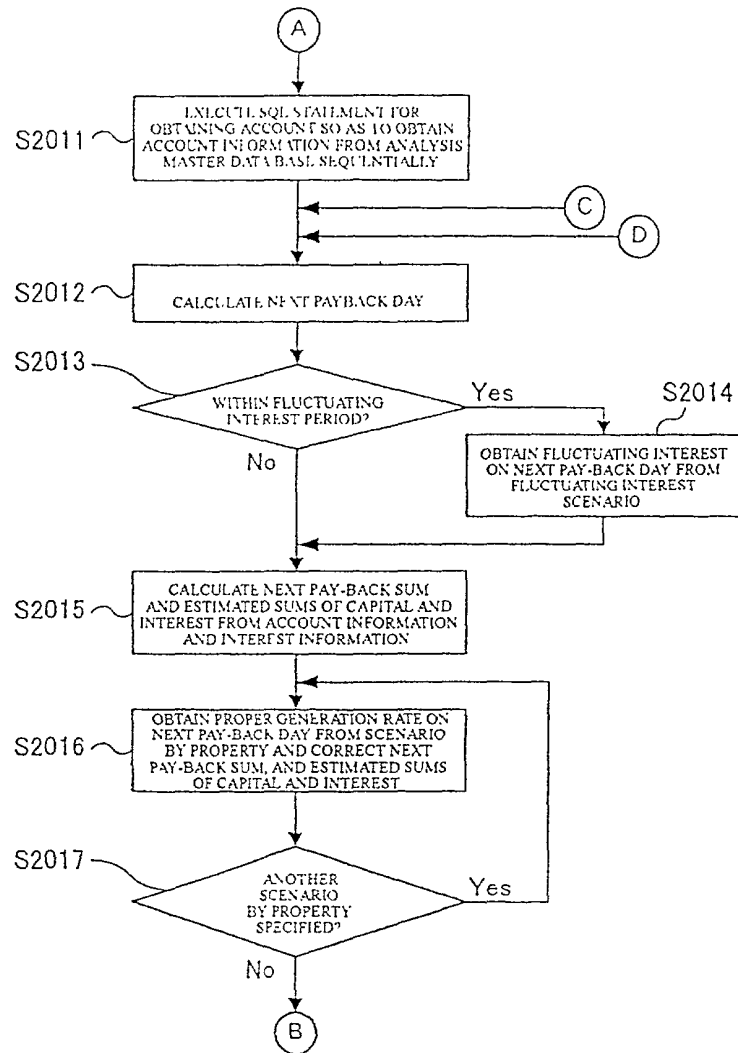 A
S2011
EXECUTE SQL STATEMENT FOR
OBTAINING ACCOUNT SO AS TO OBTAIN
ACCOUNT INFORMATION FROM ANALYSIS
MASTER DATA BASE SEQUENTIALLY
C
D
S2012
CALCULATE NEXT PAYBACK DAY
S2013
WITHIN FLUCTUATING
INTEREST PERIOD?
Yes
No
S2014
OBTAIN FLUCTUATING INTEREST
ON NEXT PAY-BACK DAY FROM
FLUCTUATING INTEREST
SCENARIO
S2015
CALCULATE NEXT PAY-BACK SUM
AND ESTIMATED SUMS OF CAPITAL AND
INTEREST FROM ACCOUNT INFORMATION
AND INTEREST INFORMATION
S2016
OBTAIN PROPER GENERATION RATE ON
NEXT PAY-BACK DAY FROM SCENARIO
BY PROPERTY AND CORRECT NEXT
PAY-BACK SUM, AND ESTIMATED SUMS
OF CAPITAL AND INTEREST
S2017
ANOTHER
SCENARIO
BY PROPERTY
SPECIFIED?
Yes
No
B